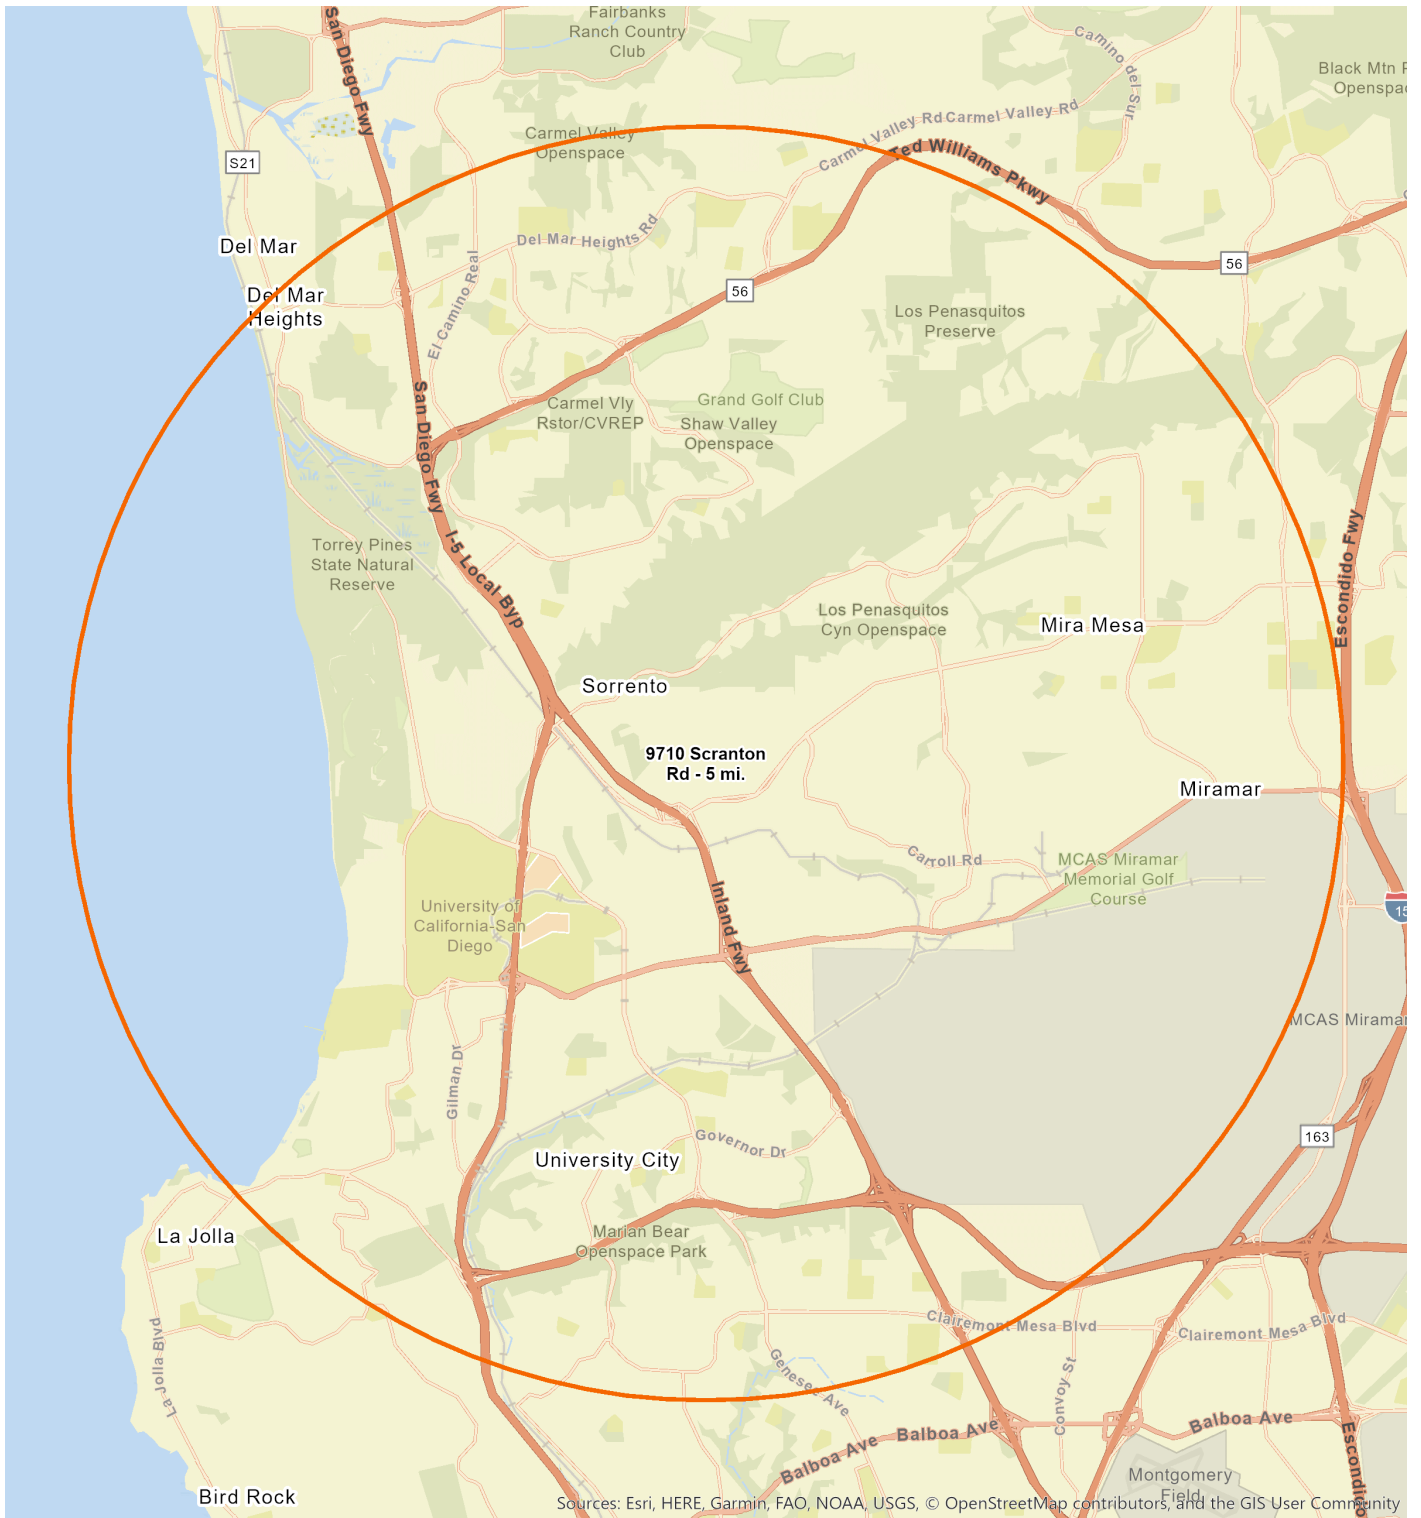 Fairbanks
Ranch Country
Club
San Diego Fwy
Camino del Sur
Black Mtn
Openspac
Carmel Valley Rd
Carmel Valley Rd
Carmel Valley
Openspace
Ted Williams Pkwy
S21
Del Mar
Del Mar Heights Rd
56
El Camino Real
56
Del Mar
Heights
Los Penasquitos
Preserve
San Diego Fwy
Carmel Vly
Rstor/CVREP
Grand Golf Club
Shaw Valley
Openspace
I-5 Local Byp
Torrey Pines
State Natural
Reserve
Escondido Fwy
Los Penasquitos
Cyn Openspace
Mira Mesa
Sorrento
9710 Scranton
Rd - 5 mi.
Miramar
Carroll Rd
MCAS Miramar
Memorial Golf
Course
Inland Fwy
University of
California-San
Diego
15
MCAS Miramar
Gilman Dr
Governor Dr
163
University City
La Jolla
Marian Bear
Openspace Park
Clairemont Mesa Blvd
Clairemont Mesa Blvd
La Jolla Blvd
Genesee Ave
Convoy St
Balboa Ave
Balboa Ave
Balboa Ave
Escondido
Montgomery
Field
Bird Rock
Sources: Esri, HERE, Garmin, FAO, NOAA, USGS, © OpenStreetMap contributors, and the GIS User Community